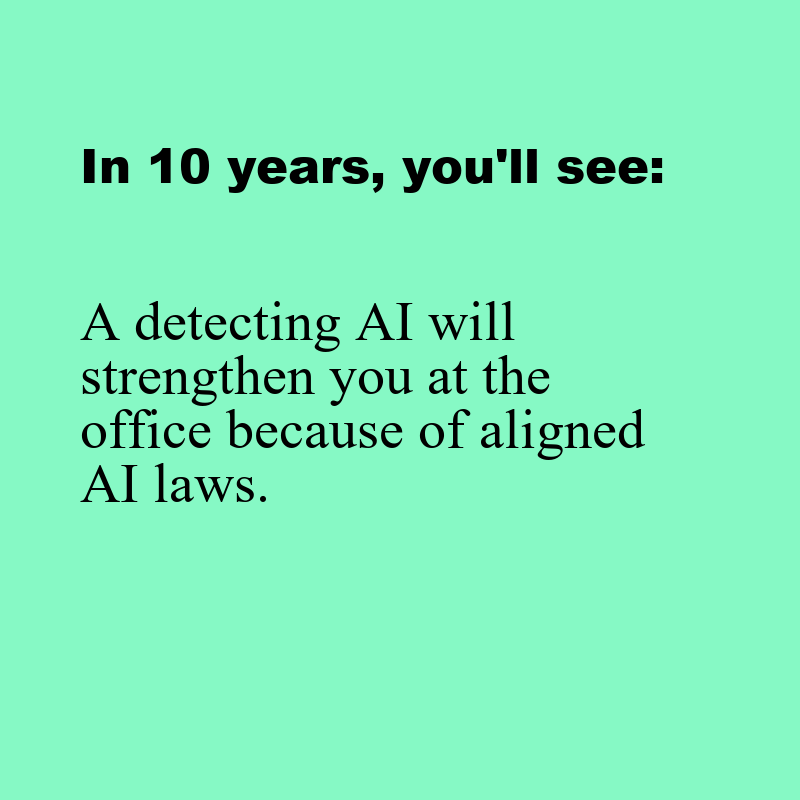 In 10 years, you'll see:
A detecting AI will
strengthen you at the
office because of aligned
AI laws.